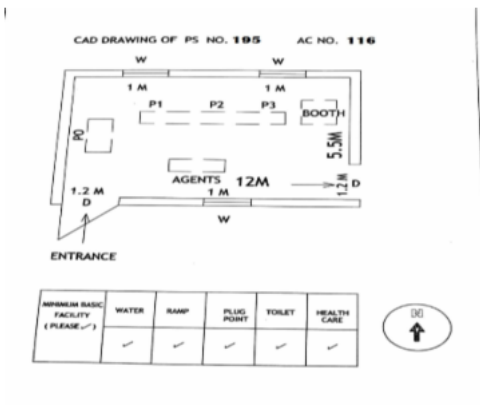 CAD DRAWING OF PS NO. 195 AC NO. 116
W W
1 M 1 M
P1 P2 P3
BOOTH
PO
5.5M
AGENTS 12M
1.2 M 1 M 1.2 M D
D
W
ENTRANCE
MINIMUM BASIC FACILITY ( PLEASE ✓ ) WATER RAMP PLUG POINT TOILET HEALTH CARE
✓ ✓ ✓ ✓ ✓
N